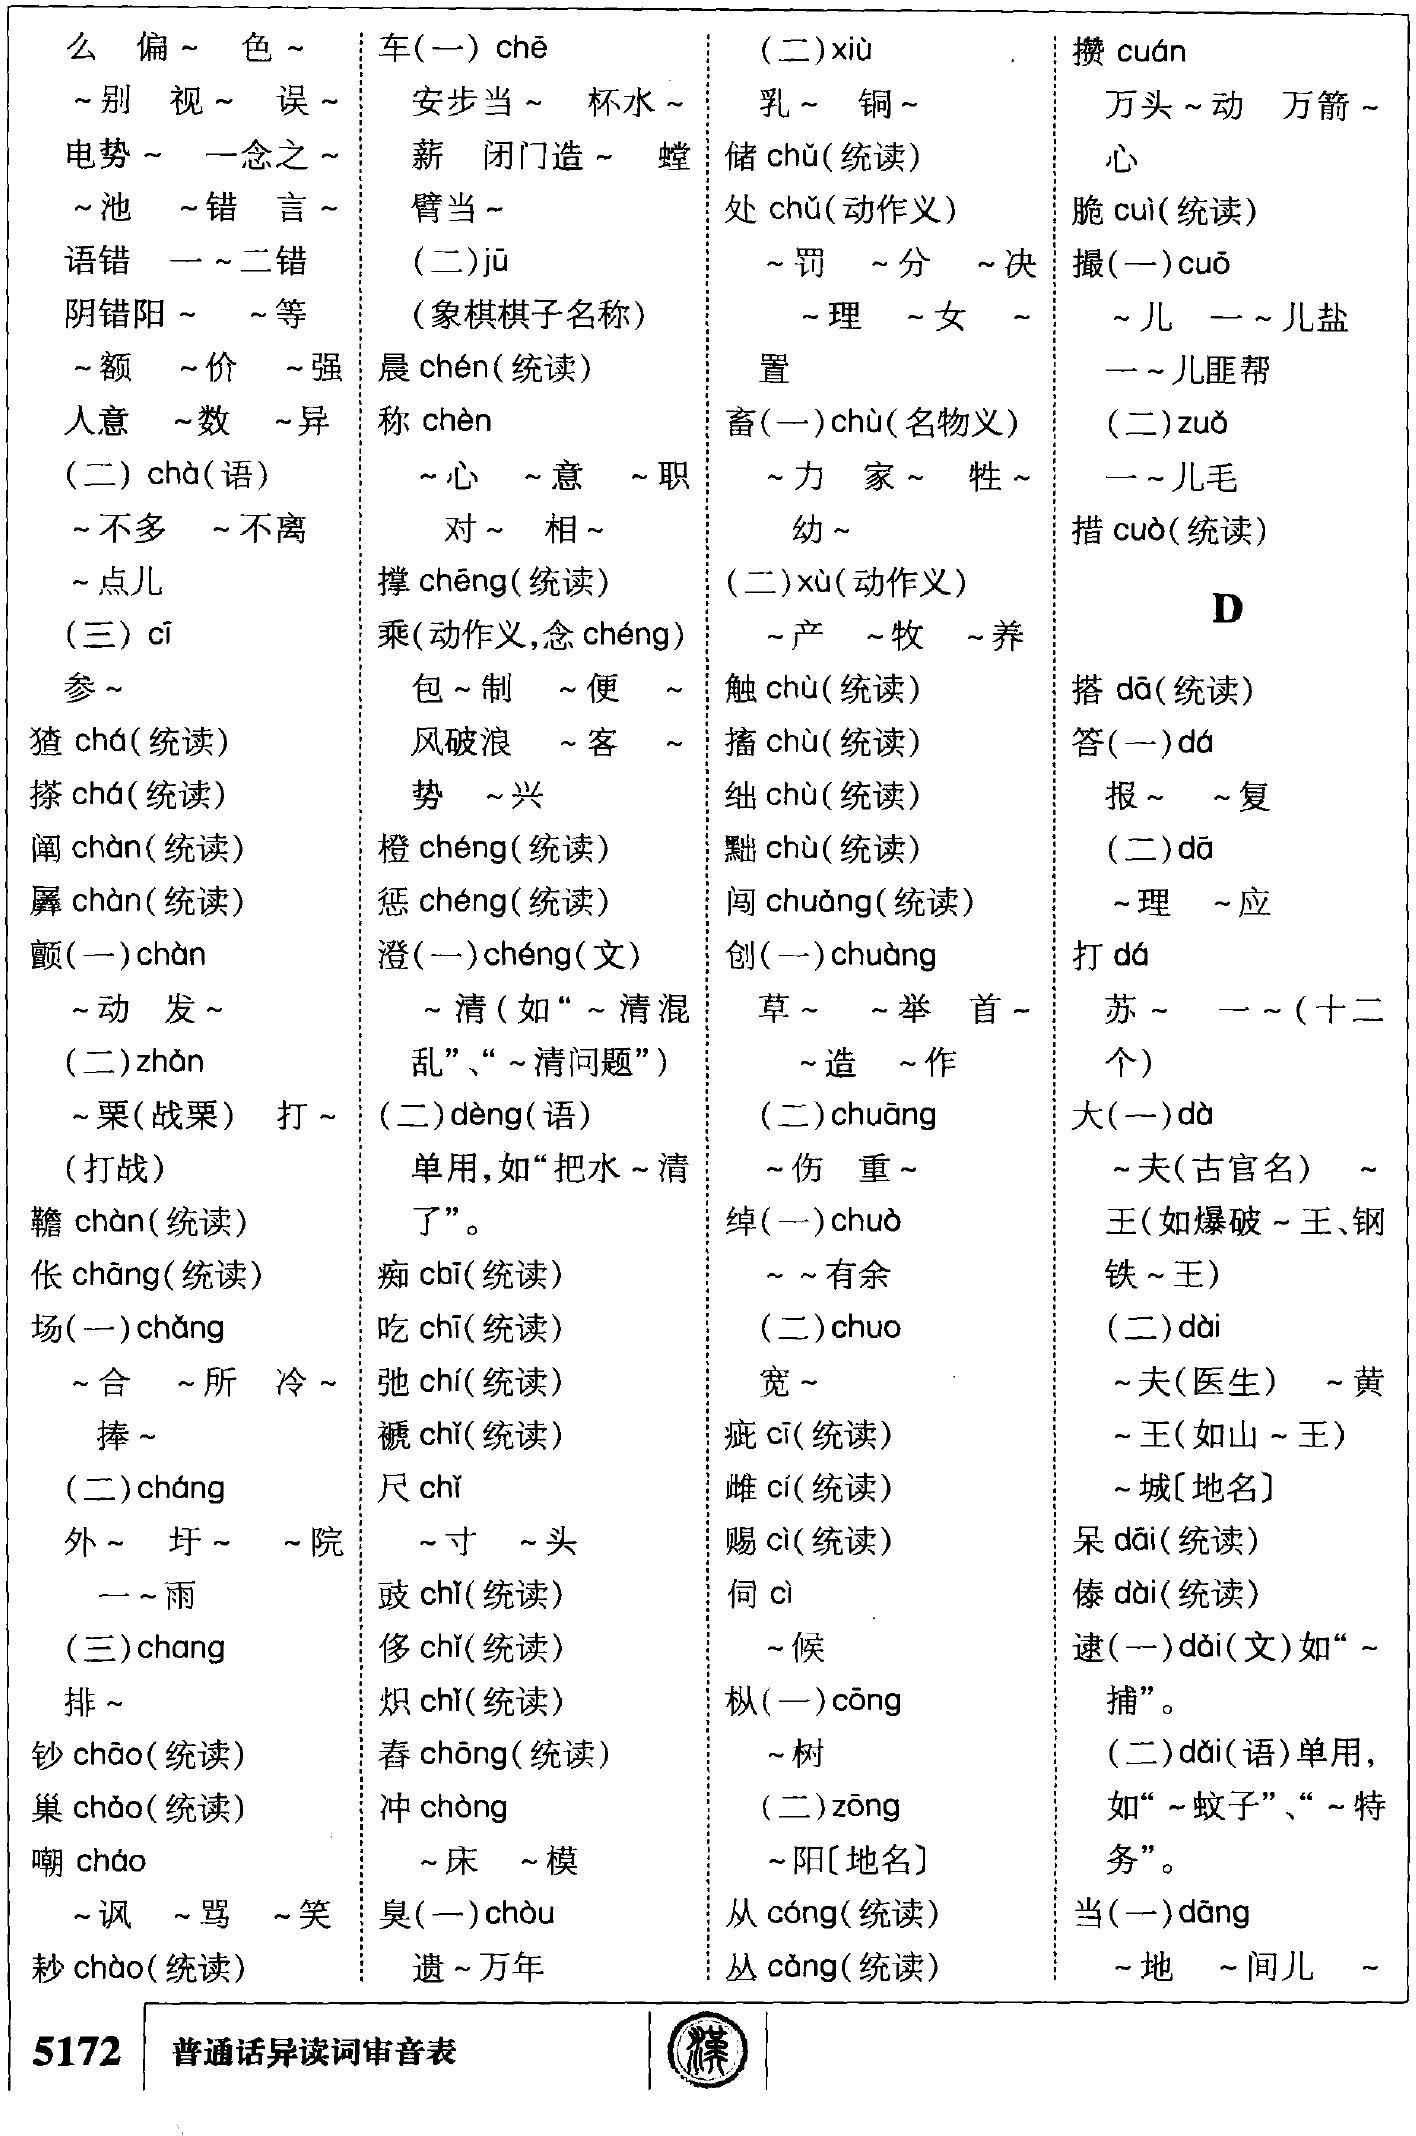 么　偏～　色～
～别　视～　误～
电势～　一念之～
～池　～错　言～
语错　一～二错
阴错阳～　～等
～额　～价　～强
人意　～数　～异
(二) chà(语)
～不多　～不离
～点儿
(三) cī
参～
猹 chá(统读)
搽 chá(统读)
阐 chǎn(统读)
羼 chàn(统读)
颤(一)chàn
～动　发～
(二)zhàn
～栗(战栗)　打～
(打战)
韂 chàn(统读)
伥 chāng(统读)
场(一)chǎng
～合　～所　冷～
捧～
(二)cháng
外～　圩～　～院
一～雨
(三)chang
排～
钞 chāo(统读)
巢 cháo(统读)
嘲 cháo
～讽　～骂　～笑
耖 chào(统读)
车(一) chē
安步当～　杯水～
薪　闭门造～　螳
臂当～
(二)jū
(象棋棋子名称)
晨 chén(统读)
称 chèn
～心　～意　～职
对～　相～
撑 chēng(统读)
乘(动作义,念 chéng)
包～制　～便　～
风破浪　～客　～
势　～兴
橙 chéng(统读)
惩 chéng(统读)
澄(一)chéng(文)
～清(如“～清混
乱”、“～清问题”)
(二)dèng(语)
单用,如“把水～清
了”。
痴 chī(统读)
吃 chī(统读)
弛 chí(统读)
褫 chǐ(统读)
尺 chǐ
～寸　～头
豉 chǐ(统读)
侈 chǐ(统读)
炽 chì(统读)
舂 chōng(统读)
冲 chòng
～床　～模
臭(一)chòu
遗～万年
(二)xiù
乳～　铜～
储 chǔ(统读)
处 chǔ(动作义)
～罚　～分　～决
～理　～女　～
置
畜(一)chù(名物义)
～力　家～　牲～
幼～
(二)xù(动作义)
～产　～牧　～养
触 chù(统读)
搐 chù(统读)
绌 chù(统读)
黜 chù(统读)
闯 chuǎng(统读)
创(一)chuàng
草～　～举　首～
～造　～作
(二)chuāng
～伤　重～
绰(一)chuò
～～有余
(二)chuo
宽～
疵 cī(统读)
雌 cí(统读)
赐 cì(统读)
伺 cì
～候
枞(一)cōng
～树
(二)zōng
～阳〔地名〕
从 cóng(统读)
丛 cóng(统读)
攒 cuán
万头～动　万箭～
心
脆 cuì(统读)
撮(一)cuō
～儿　一～儿盐
一～儿匪帮
(二)zuǒ
一～儿毛
措 cuò(统读)
D
搭 dā(统读)
答(一)dá
报～　～复
(二)dā
～理　～应
打 dá
苏～　一～(十二
个)
大(一)dà
～夫(古官名)　～
王(如爆破～王、钢
铁～王)
(二)dài
～夫(医生)　～黄
～王(如山～王)
～城〔地名〕
呆 dāi(统读)
傣 dǎi(统读)
逮(一)dài(文)如“～
捕”。
(二)dǎi(语)单用,
如“～蚊子”、“～特
务”。
当(一)dāng
～地　～间儿　～
5172
普通话异读词审音表
漢